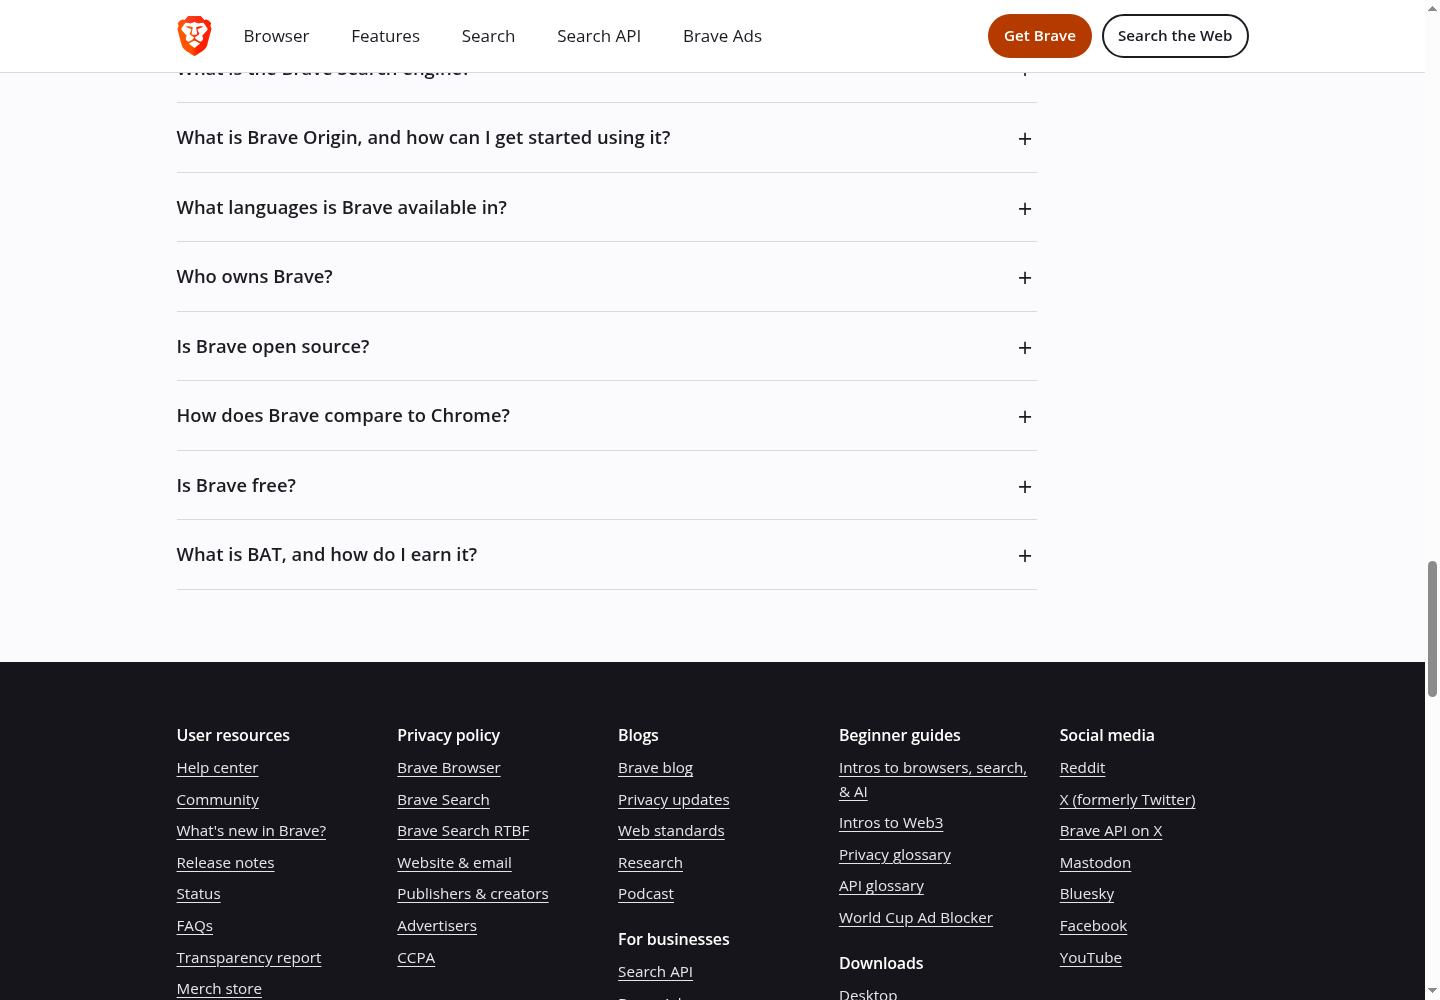 Browser
Features
Search
Search API
Brave Ads
Get Brave
Search the Web
What is the Brave Search engine?
What is Brave Origin, and how can I get started using it?
What languages is Brave available in?
Who owns Brave?
Is Brave open source?
How does Brave compare to Chrome?
Is Brave free?
What is BAT, and how do I earn it?
User resources
Help center
Community
What's new in Brave?
Release notes
Status
FAQs
Transparency report
Merch store
Privacy policy
Brave Browser
Brave Search
Brave Search RTBF
Website & email
Publishers & creators
Advertisers
CCPA
Blogs
Brave blog
Privacy updates
Web standards
Research
Podcast
For businesses
Search API
Beginner guides
Intros to browsers, search,
& AI
Intros to Web3
Privacy glossary
API glossary
World Cup Ad Blocker
Downloads
Desktop
Social media
Reddit
X (formerly Twitter)
Brave API on X
Mastodon
Bluesky
Facebook
YouTube